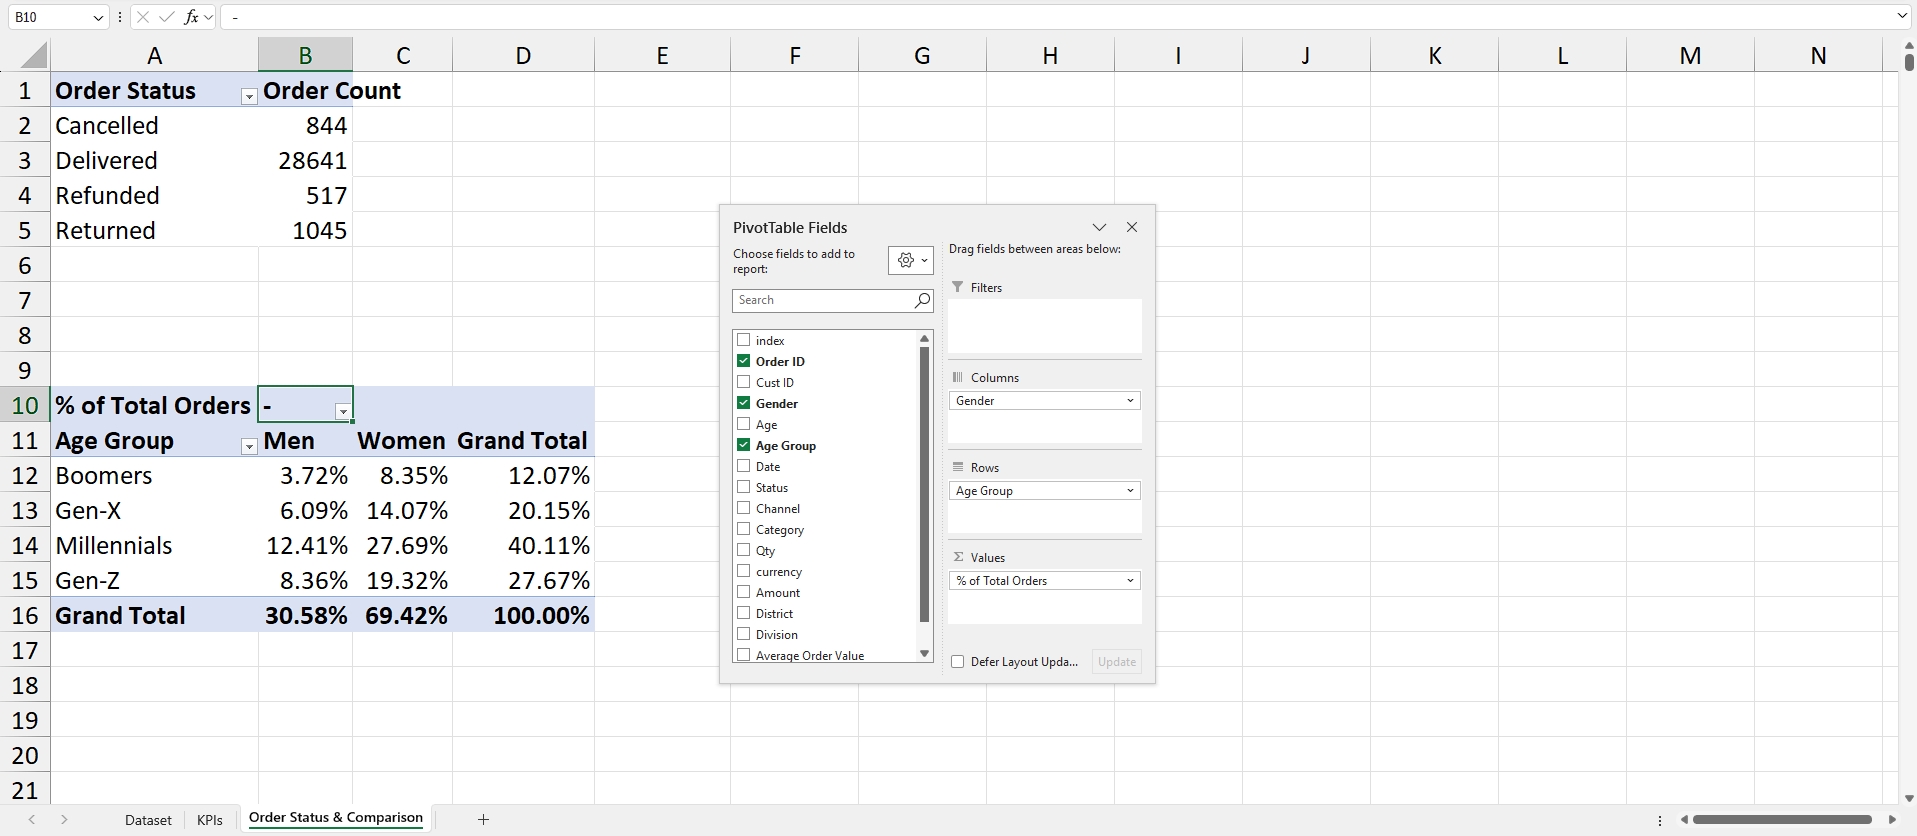 B10 fx -
A B C D E F G H I J K L M N
1 Order Status Order Count
2 Cancelled 844
3 Delivered 28641
4 Refunded 517
5 Returned 1045
6
7
8
9
10 % of Total Orders -
11 Age Group Men Women Grand Total
12 Boomers 3.72% 8.35% 12.07%
13 Gen-X 6.09% 14.07% 20.15%
14 Millennials 12.41% 27.69% 40.11%
15 Gen-Z 8.36% 19.32% 27.67%
16 Grand Total 30.58% 69.42% 100.00%
17
18
19
20
21
PivotTable Fields
Choose fields to add to
report:
Search
index
Order ID
Cust ID
Gender
Age
Age Group
Date
Status
Channel
Category
Qty
currency
Amount
District
Division
Average Order Value
Drag fields between areas below:
Filters
Columns
Gender
Rows
Age Group
Σ Values
% of Total Orders
Defer Layout Upda... Update
Dataset KPIs Order Status & Comparison +